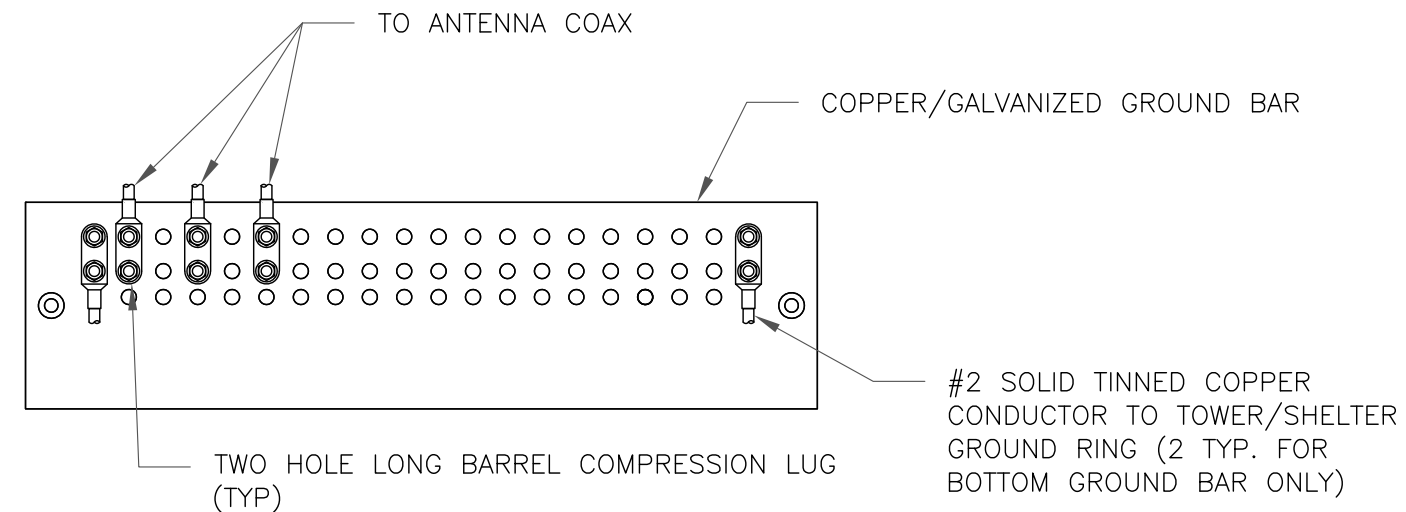 TO ANTENNA COAX
COPPER/GALVANIZED GROUND BAR
#2 SOLID TINNED COPPER
CONDUCTOR TO TOWER/SHELTER
GROUND RING (2 TYP. FOR
BOTTOM GROUND BAR ONLY)
TWO HOLE LONG BARREL COMPRESSION LUG
(TYP)